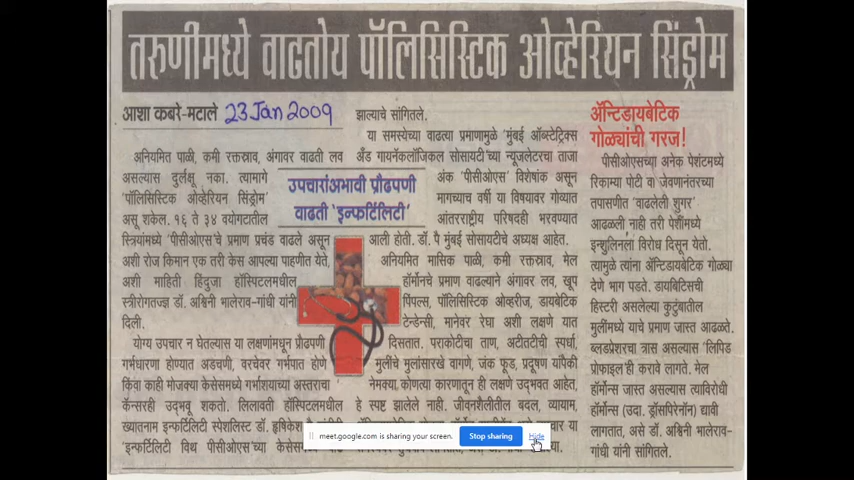 तरुणींमध्ये वाढतोय पॉलिसिस्टिक ओव्हेरियन सिंड्रोम
आशा कबरे-मटाले 23 Jan 2009
अनियमित पाळी, कमी रक्तस्राव, अंगावर वाढती लव
असल्यास दुर्लक्ष नका. त्यामागे
'पॉलिसिस्टिक ओव्हेरियन सिंड्रोम'
असू शकेल. १६ ते ३४ वयोगटातील
स्त्रियांमध्ये 'पीसीओएस'चे प्रमाण प्रचंड वाढले असून
अशी रोज किमान एक तरी केस आपल्या पाहणीत येते,
अशी माहिती हिंदुजा हॉस्पिटलमधील
स्त्रीरोगतज्ज्ञ डॉ. अश्विनी भालेराव-गांधी यांनी
दिली.
योग्य उपचार न घेतल्यास या लक्षणांमधून प्रौढपणी
गर्भधारणा होण्यात अडचणी, वरचेवर गर्भपात होणे
किंवा काही मोजक्या केसेसमध्ये गर्भाशयाच्या अस्तराचा
कॅन्सरही उद्भवू शकतो. लिलावती हॉस्पिटलमधील
ख्यातनाम इन्फर्टिलिटी स्पेशलिस्ट डॉ. हृषिकेश
'इन्फर्टिलिटी विथ पीसीओएस'च्या केसेसमध्ये
उपचारांअभावी प्रौढपणी
वाढती 'इन्फर्टिलिटी'
झाल्याचे सांगितले.
या समस्येच्या वाढत्या प्रमाणामुळे 'मुंबई ऑब्स्टेट्रिक्स
अँड गायनॅकलॉजिकल सोसायटी'च्या न्यूजलेटरचा ताजा
अंक 'पीसीओएस' विशेषांक असून
मागच्याच वर्षी या विषयावर गोव्यात
आंतरराष्ट्रीय परिषदही भरवण्यात
आली होती. डॉ. पै मुंबई सोसायटीचे अध्यक्ष आहेत.
अनियमित मासिक पाळी, कमी रक्तस्राव, मेल
हॉर्मोनचे प्रमाण वाढल्याने अंगावर लव, खूप
पिंपल्स, पॉलिसिस्टिक ओव्हरीज, डायबेटिक
टेन्डेन्सी, मानेवर रेघा अशी लक्षणे यात
दिसतात. पराकोटीचा ताण, अटीतटीची स्पर्धा,
मुलींचे मुलांसारखे वागणे, जंक फूड, प्रदूषण यांपैकी
नेमक्या कोणत्या कारणातून ही लक्षणे उद्भवत आहेत,
हे स्पष्ट झालेले नाही. जीवनशैलीतील बदल, व्यायाम,
ॲन्टिडायबेटिक
गोळ्यांची गरज!
पीसीओएसच्या अनेक पेशंटमध्ये
रिकाम्या पोटी वा जेवणानंतरच्या
तपासणीत 'वाढलेली शुगर'
आढळली नाही तरी पेशींमध्ये
इन्शुलिनला विरोध दिसून येतो.
त्यामुळे त्यांना ॲन्टिडायबेटिक गोळ्या
देणे भाग पडते. डायबिटिसची
हिस्टरी असलेल्या कुटुंबातील
मुलींमध्ये याचे प्रमाण जास्त आढळते.
ब्लडप्रेशरचा त्रास असल्यास 'लिपिड
प्रोफाइल'ही करावे लागते. मेल
हॉर्मोन्स जास्त असल्यास त्याविरोधी
हॉर्मोन्स (उदा. ड्रॉसपिरेनॉन) द्यावी
लागतात, असे डॉ. अश्विनी भालेराव-
गांधी यांनी सांगितले.
meet.google.com is sharing your screen. Stop sharing Hide